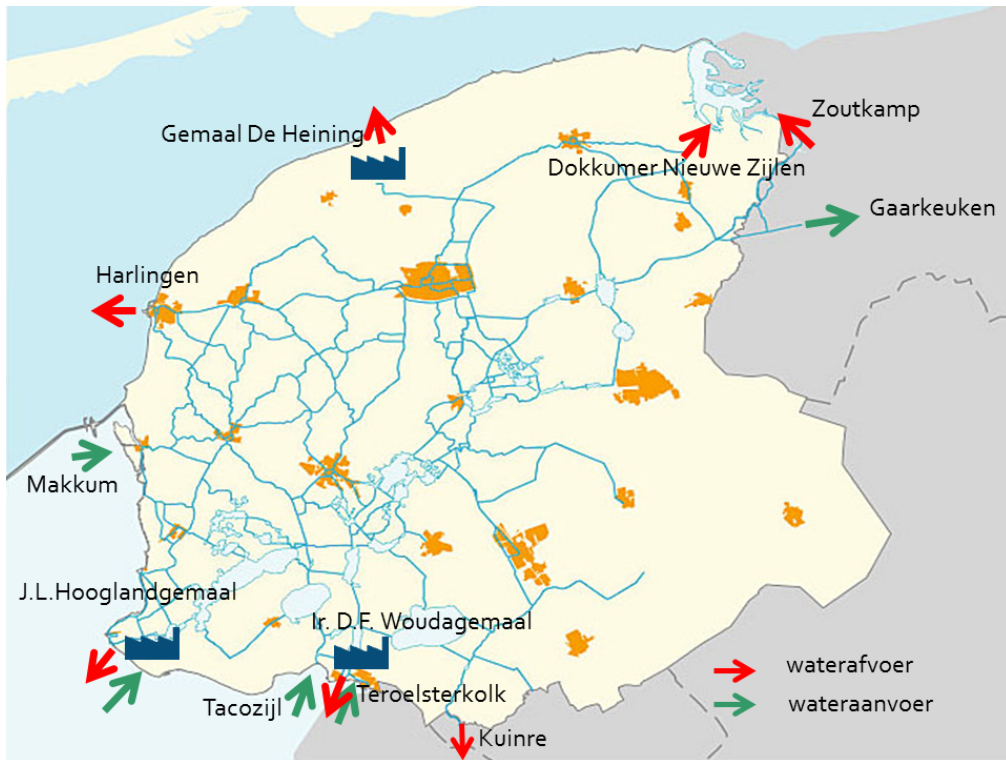 Zoutkamp
Gemaal De Heining
Dokkumer Nieuwe Zijlen
Gaarkeuken
Harlingen
Makkum
J.L.Hooglandgemaal
Ir. D.F. Woudagemaal
waterafvoer
Teroelsterkolk
Tacozijl
wateraanvoer
Kuinre